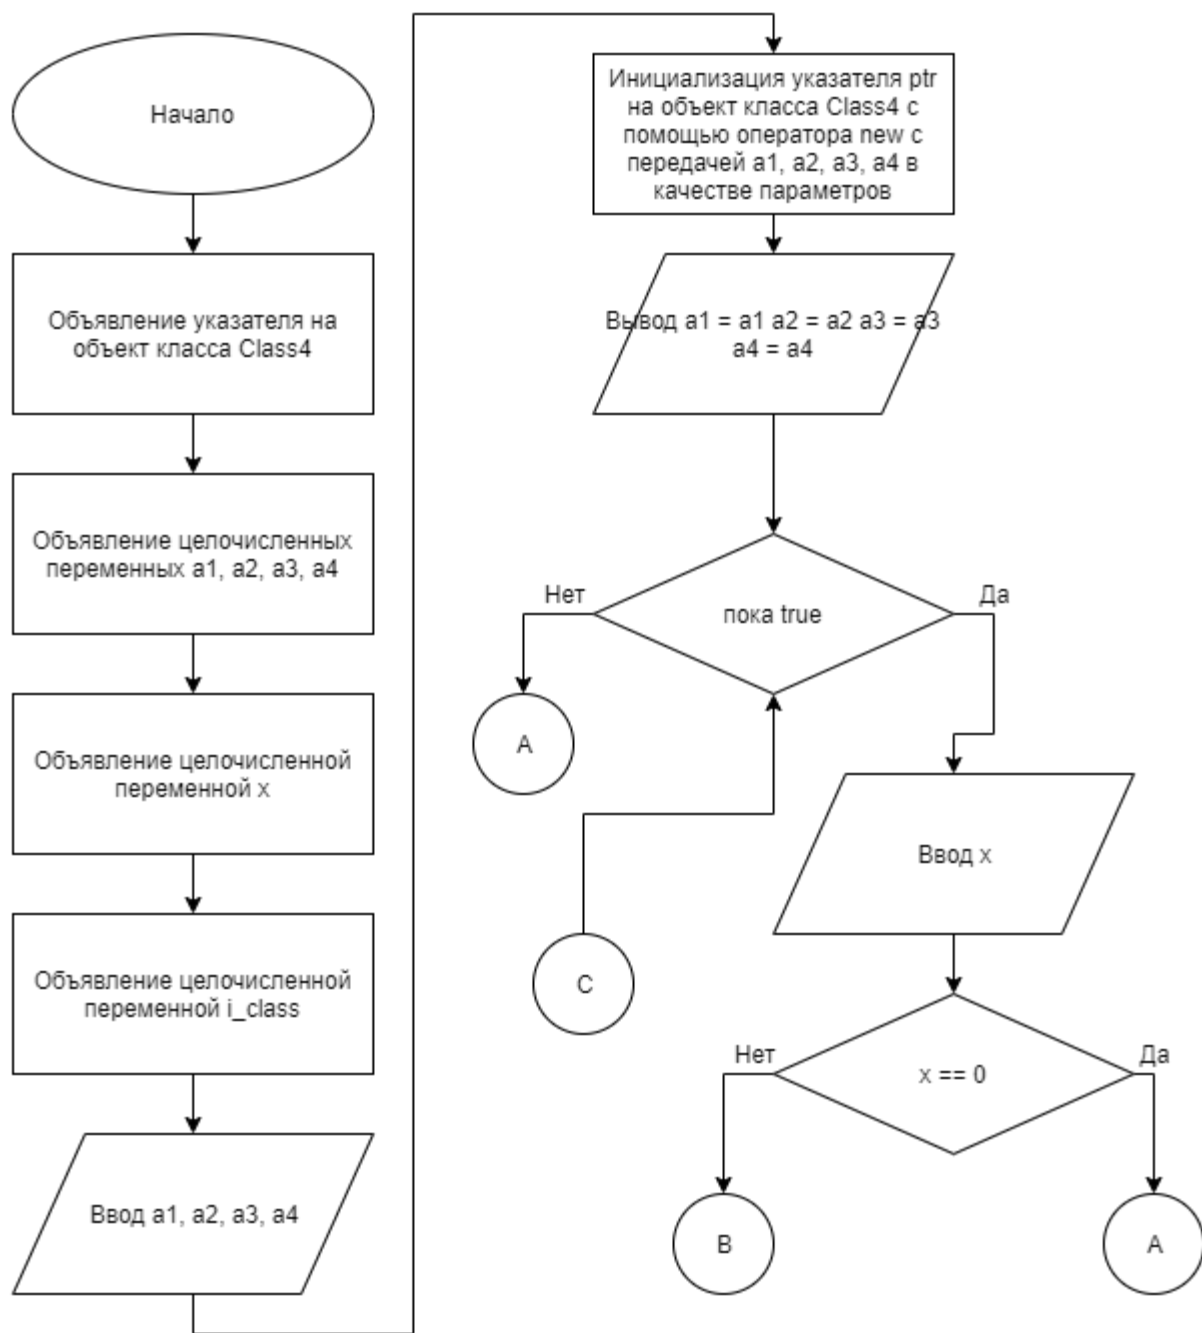 Начало
Объявление указателя на
объект класса Class4
Объявление целочисленных
переменных a1, a2, a3, a4
Объявление целочисленной
переменной x
Объявление целочисленной
переменной i_class
Ввод a1, a2, a3, a4
Инициализация указателя ptr
на объект класса Class4 с
помощью оператора new с
передачей a1, a2, a3, a4 в
качестве параметров
Вывод a1 = a1 a2 = a2 a3 = a3
a4 = a4
пока true
Нет
Да
A
Ввод x
C
x == 0
Нет
Да
B
A